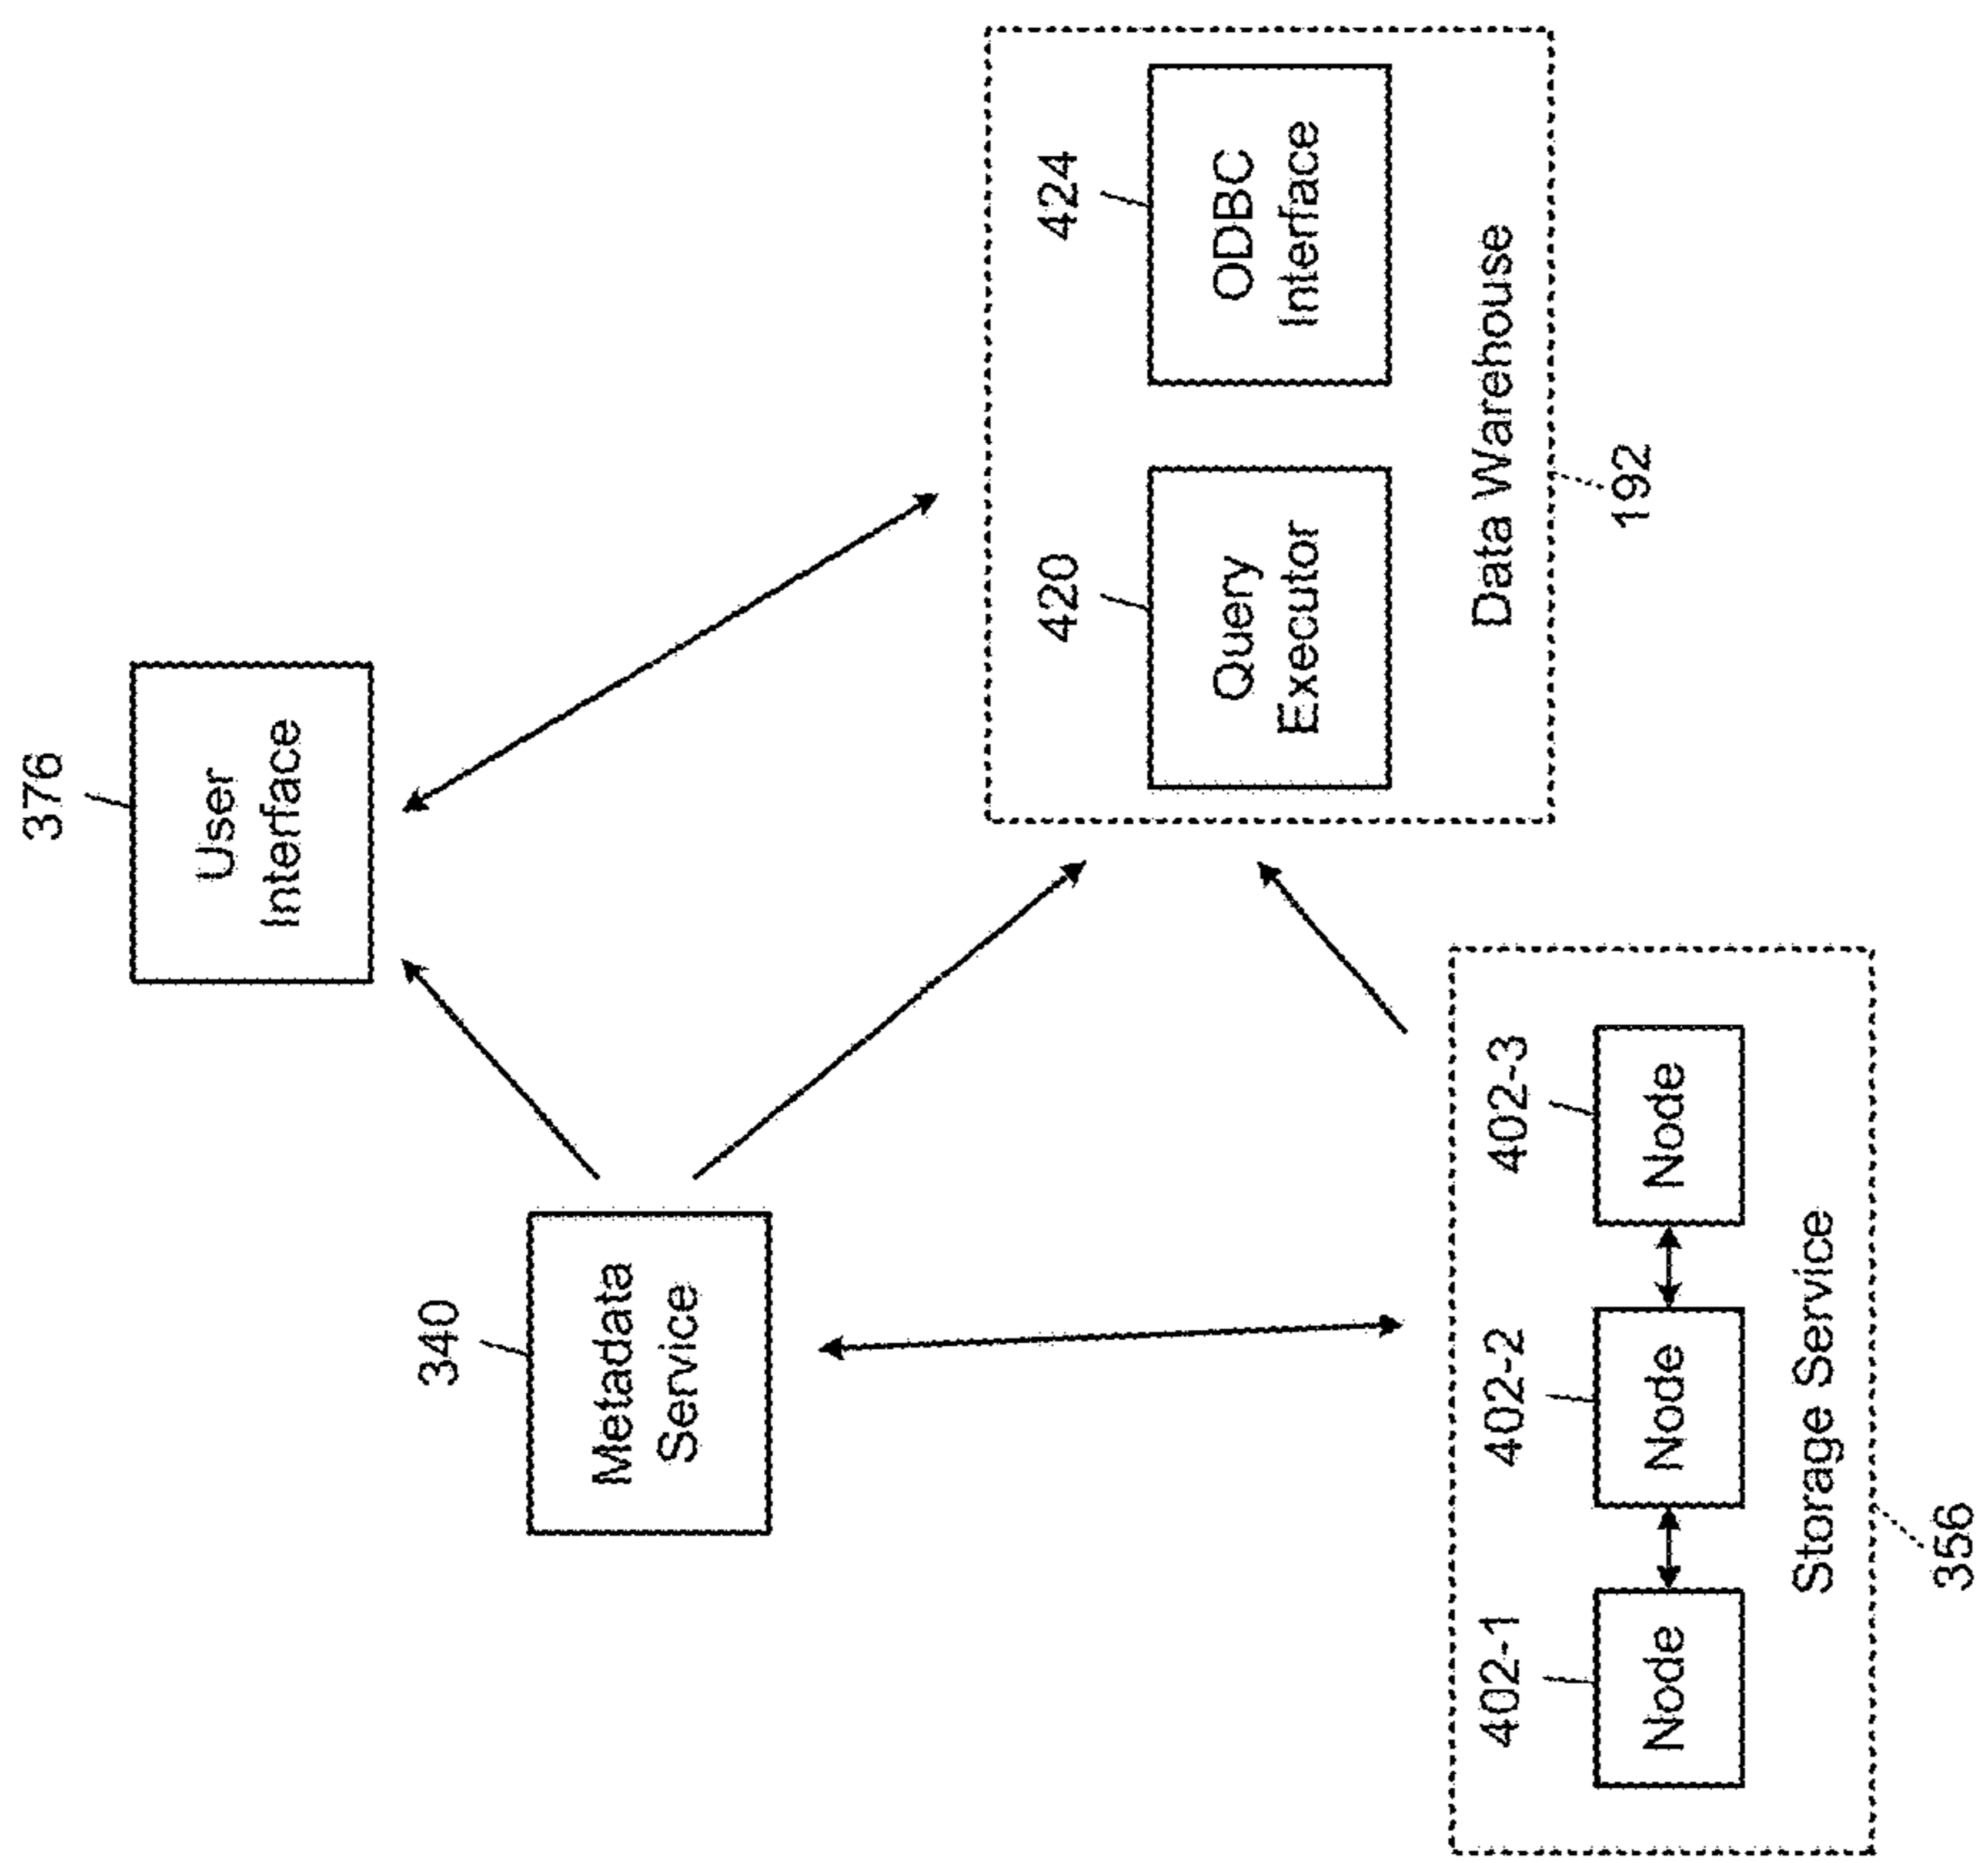 376
User
Interface
340
Metadata
Service
420
Query
Executor
424
ODBC
Interface
Data Warehouse
192
402-1
Node
402-2
Node
402-3
Node
Storage Service
356